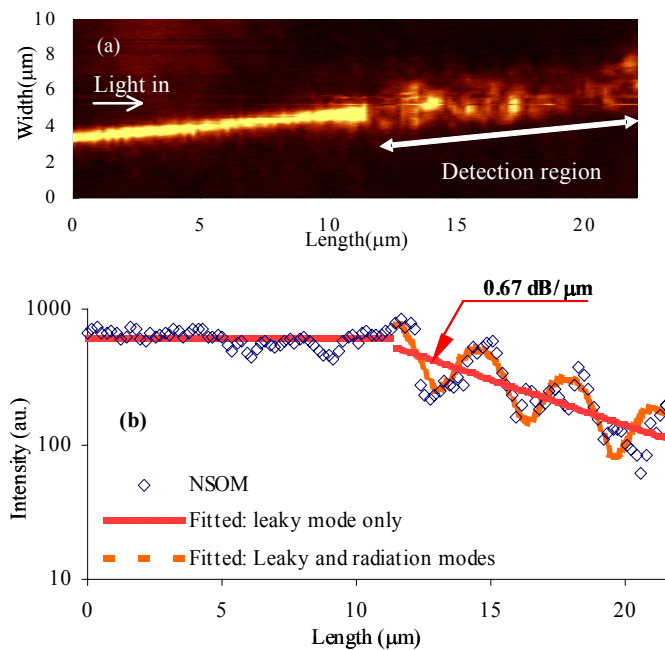 10
8
6
4
2
0
Width(μm)
(a)
Light in
Detection region
0 5 10 15 20
Length(μm)
0.67 dB/μm
1000
100
10
Intensity (au.)
(b)
NSOM
Fitted: leaky mode only
Fitted: Leaky and radiation modes
0 5 10 15 20
Length (μm)